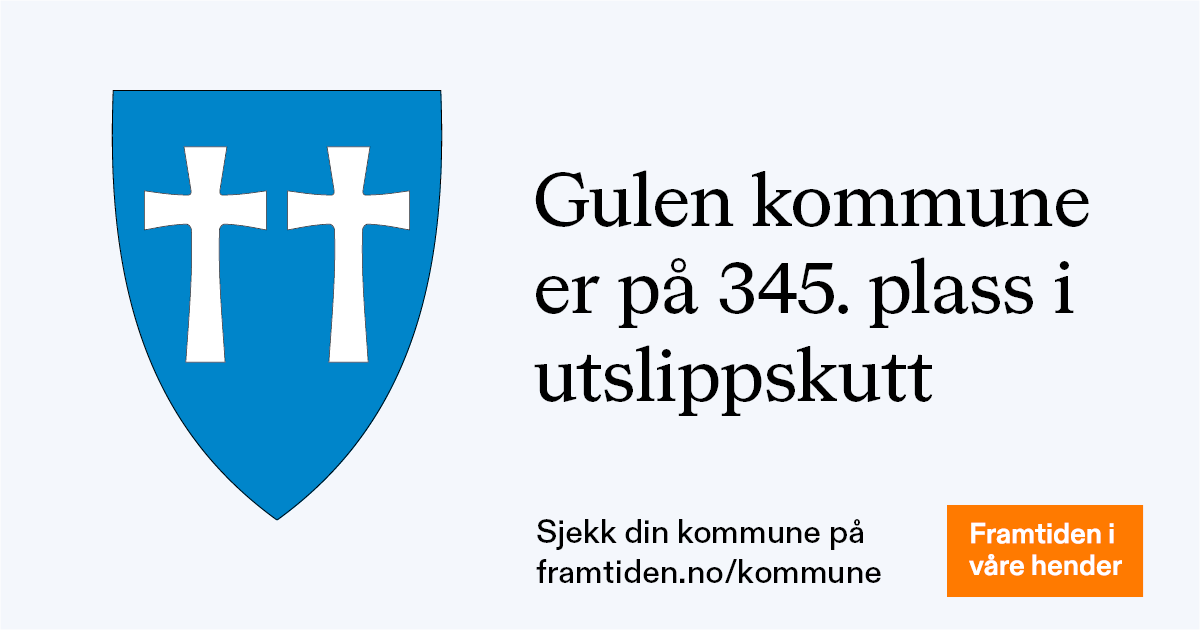 Gulen kommune
er på 345. plass i
utslippskutt
Sjekk din kommune på
framtiden.no/kommune
Framtiden i
våre hender